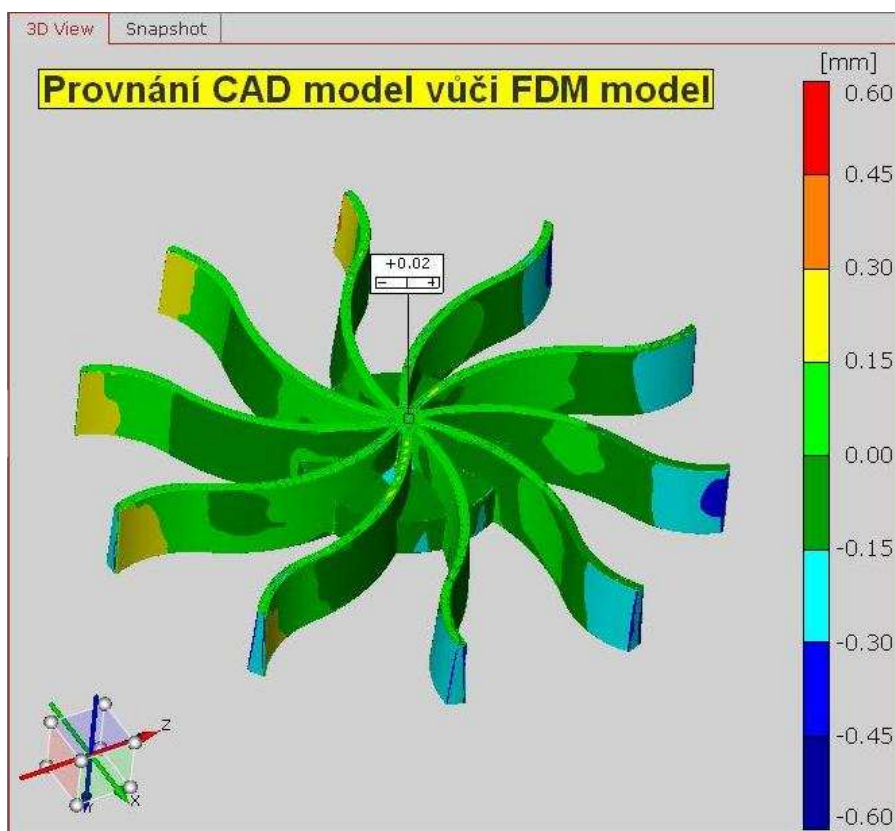 3D View Snapshot
[mm]
Provnání CAD model vůči FDM model
0.60
0.45
+0.02
- +
0.30
0.15
0.00
-0.15
-0.30
-0.45
-0.60
Z
X
Y